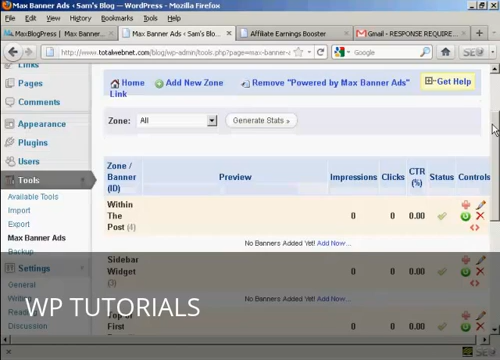 Max Banner Ads ‹ Sam's Blog — WordPress - Mozilla Firefox
Edit View History Bookmarks Tools Help
MaxBlogPress Max Banner... Max Banner Ads ‹ Sam's Blog... Affiliate Earnings Booster Gmail - RESPONSE REQUIRE...
www.totalwebnet.com/blog/wp-admin/tools.php?page=max-banner- Google
Links
Pages
Comments
Appearance
Plugins
Users
Tools
Available Tools
Import
Export
Max Banner Ads
Backup
Settings
General
Reading
Discussion
Home Add New Zone Remove "Powered by Max Banner Ads" Get Help
Link
Zone: All Generate Stats »
Zone / Banner (ID) Preview Impressions Clicks CTR (%) Status Controls
Within The Post (4) 0 0 0.00
No Banners Added Yet! Add Now...
Sidebar Widget (3) 0 0 0.00
No Banners Added Yet! Add Now...
Top of First 0 0 0.00
WP TUTORIALS